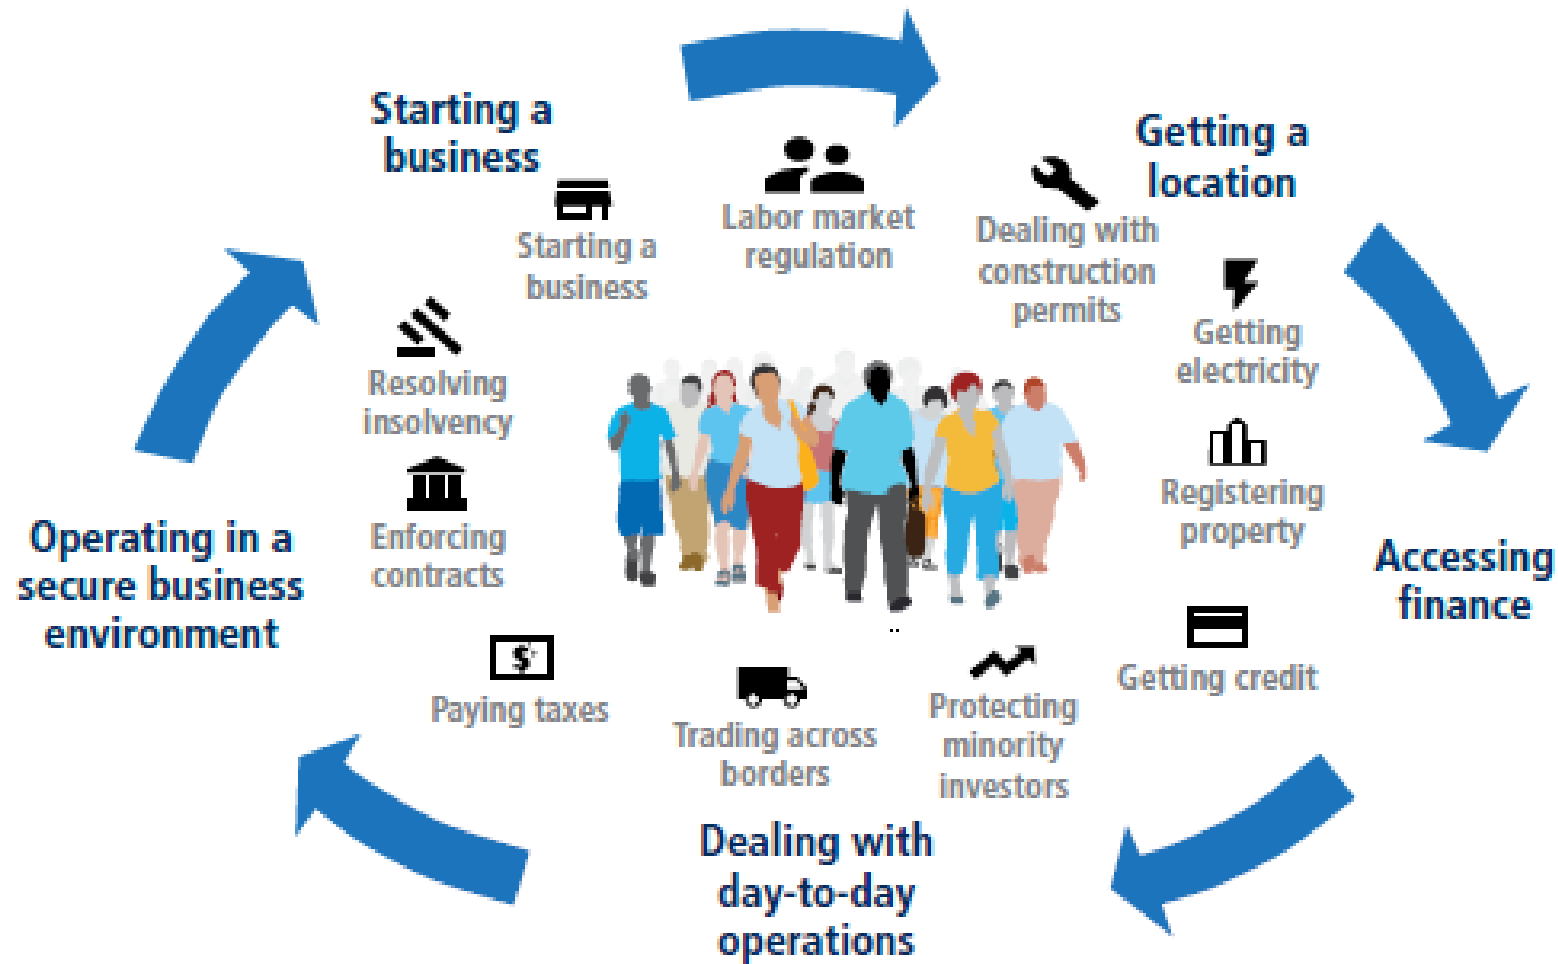 Starting a
business
Getting a
location
Accessing
finance
Dealing with
day-to-day
operations
Operating in a
secure business
environment
Starting a
business
Labor market
regulation
Dealing with
construction
permits
Getting
electricity
Registering
property
Getting credit
Protecting
minority
investors
Trading across
borders
Paying taxes
$
Enforcing
contracts
Resolving
insolvency